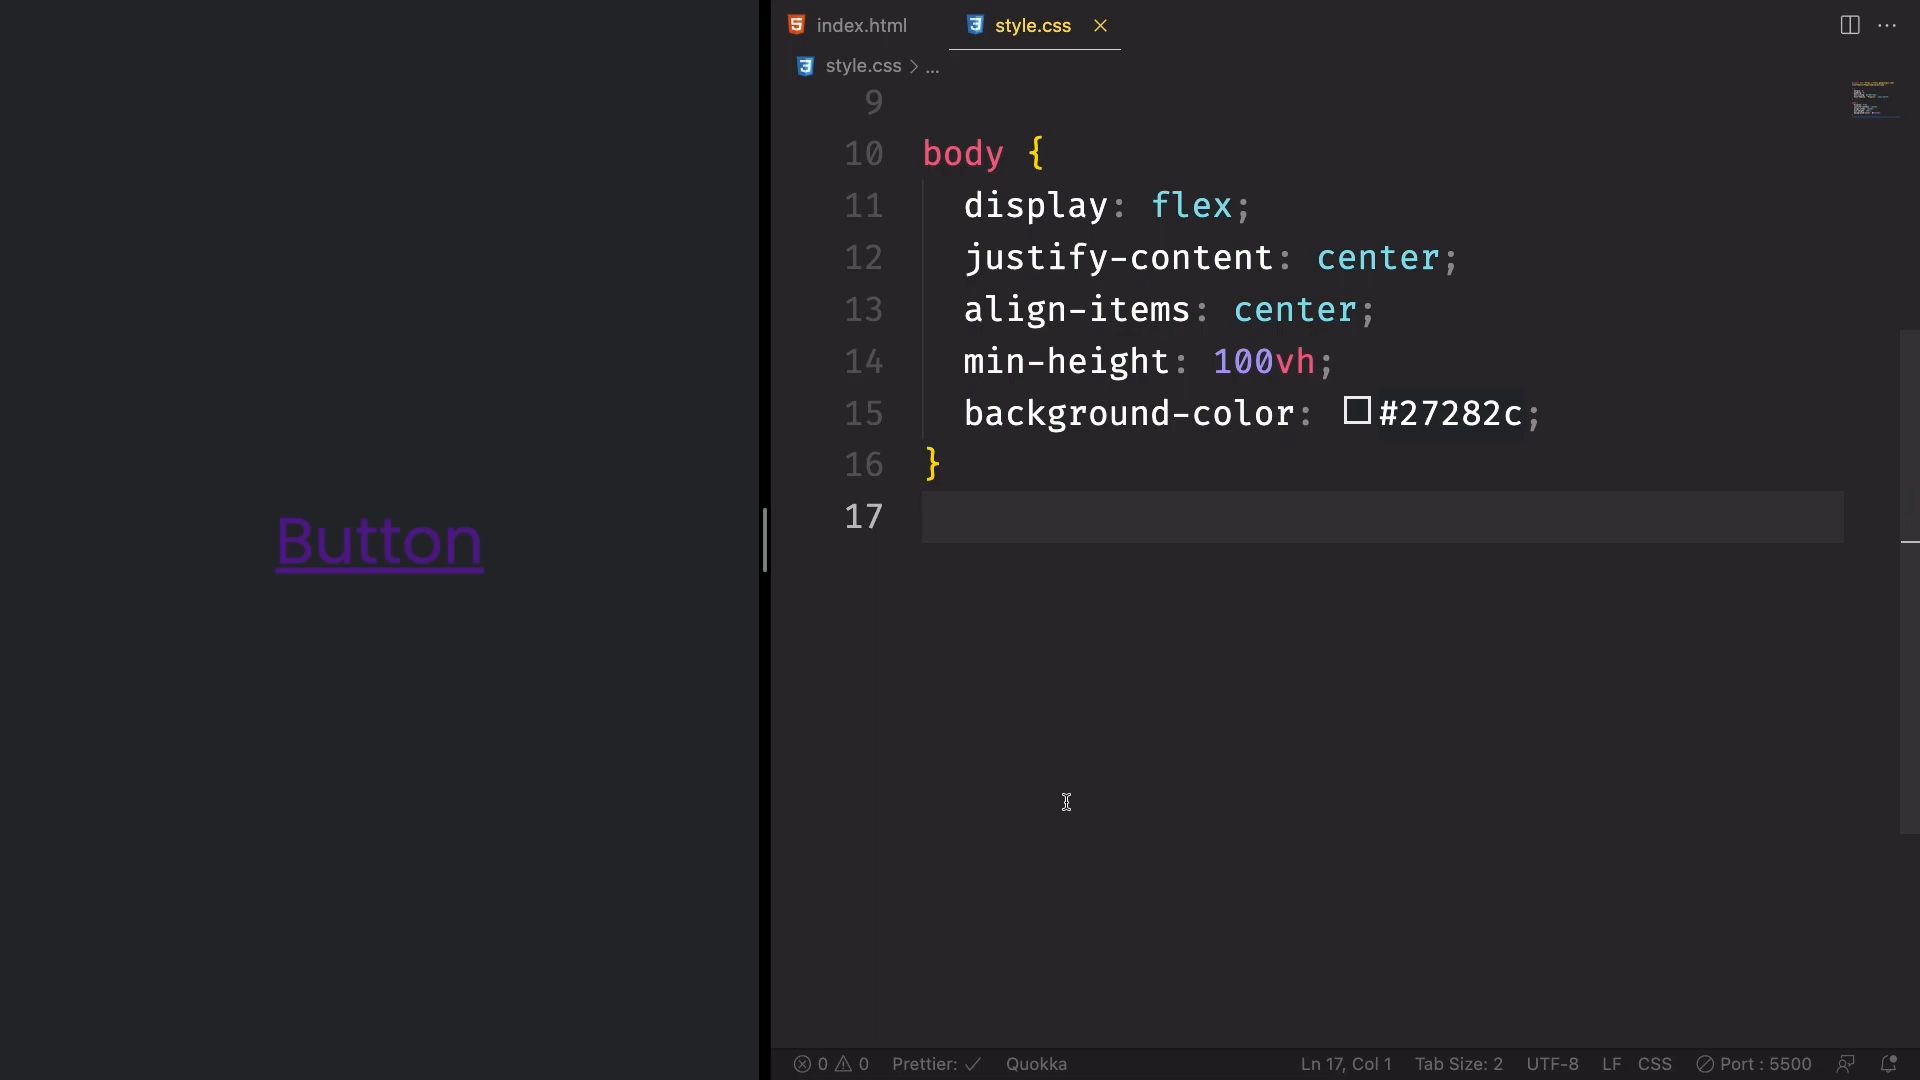 Button
index.html
style.css
style.css > ...
9
10 body {
11 display: flex;
12 justify-content: center;
13 align-items: center;
14 min-height: 100vh;
15 background-color: #27282c;
16 }
17
0 0 Prettier: ✓ Quokka Ln 17, Col 1 Tab Size: 2 UTF-8 LF CSS Port : 5500